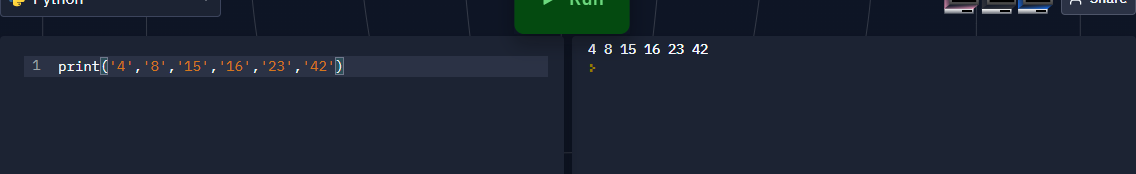 Python
Run
Share
1 print('4','8','15','16','23','42')
4 8 15 16 23 42